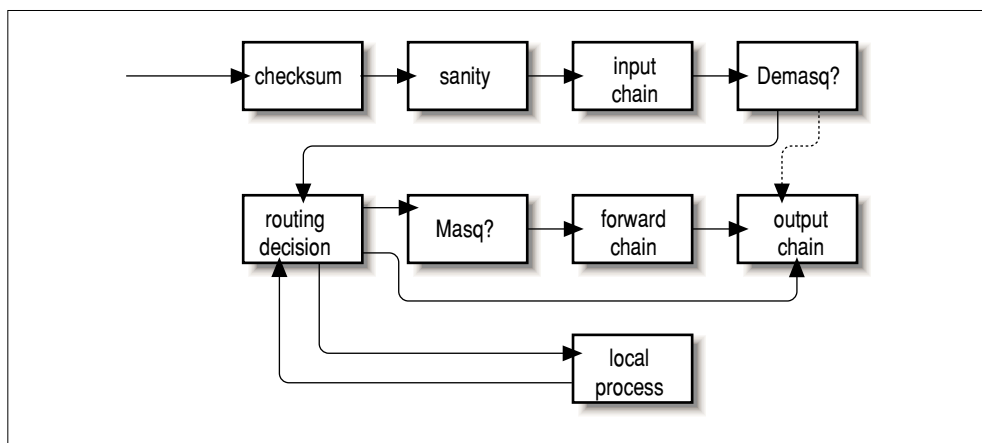 checksum
sanity
input
chain
Demasq?
routing
decision
Masq?
forward
chain
output
chain
local
process